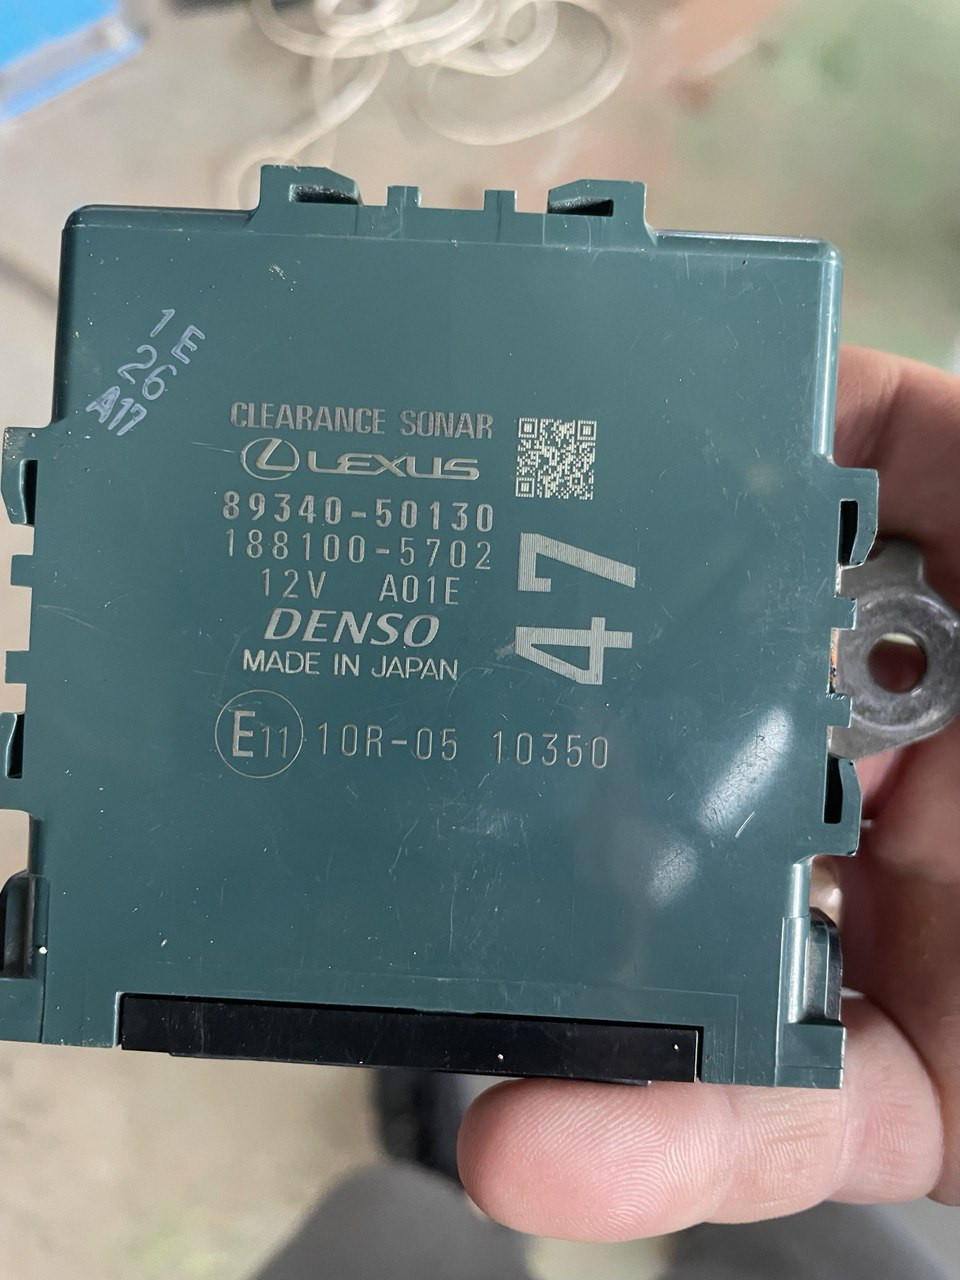 1 E
26
A17
CLEARANCE SONAR
LEXUS
89340-50130
188100-5702
12V A01E
DENSO
MADE IN JAPAN
47
E11 10R-05 10350